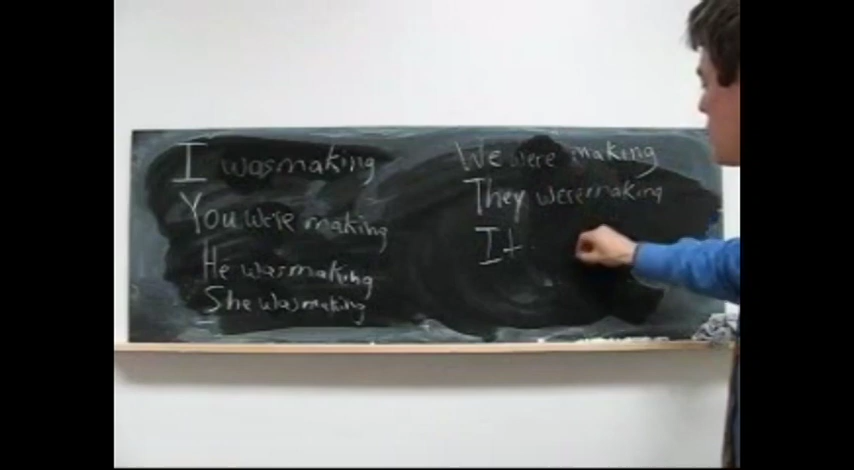 I was making
You were making
He was making
She was making
We were making
They were making
It